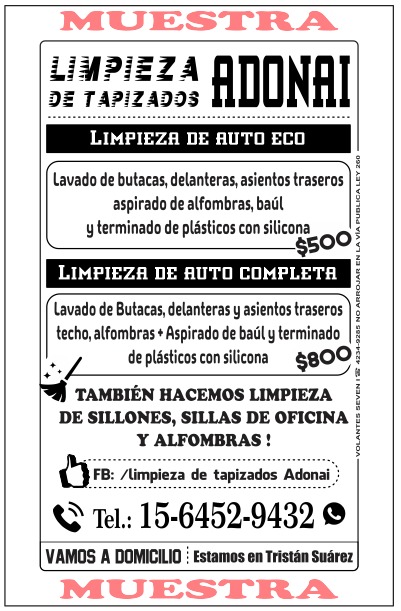 MUESTRA
LIMPIEZA
DE TAPIZADOS
ADONAI
LIMPIEZA DE AUTO ECO
Lavado de butacas, delanteras, asientos traseros
aspirado de alfombras, baúl
y terminado de plásticos con silicona
$500
LIMPIEZA DE AUTO COMPLETA
Lavado de Butacas, delanteras y asientos traseros
techo, alfombras + Aspirado de baúl y terminado
de plásticos con silicona
$800
TAMBIÉN HACEMOS LIMPIEZA
DE SILLONES, SILLAS DE OFICINA
Y ALFOMBRAS !
FB: /limpieza de tapizados Adonai
Tel.: 15-6452-9432
VAMOS A DOMICILIO
Estamos en Tristán Suárez
VOLANTES SEVEN I ☏ 4234-9285 NO ARROJAR EN LA VÍA PUBLICA LEY 260
MUESTRA